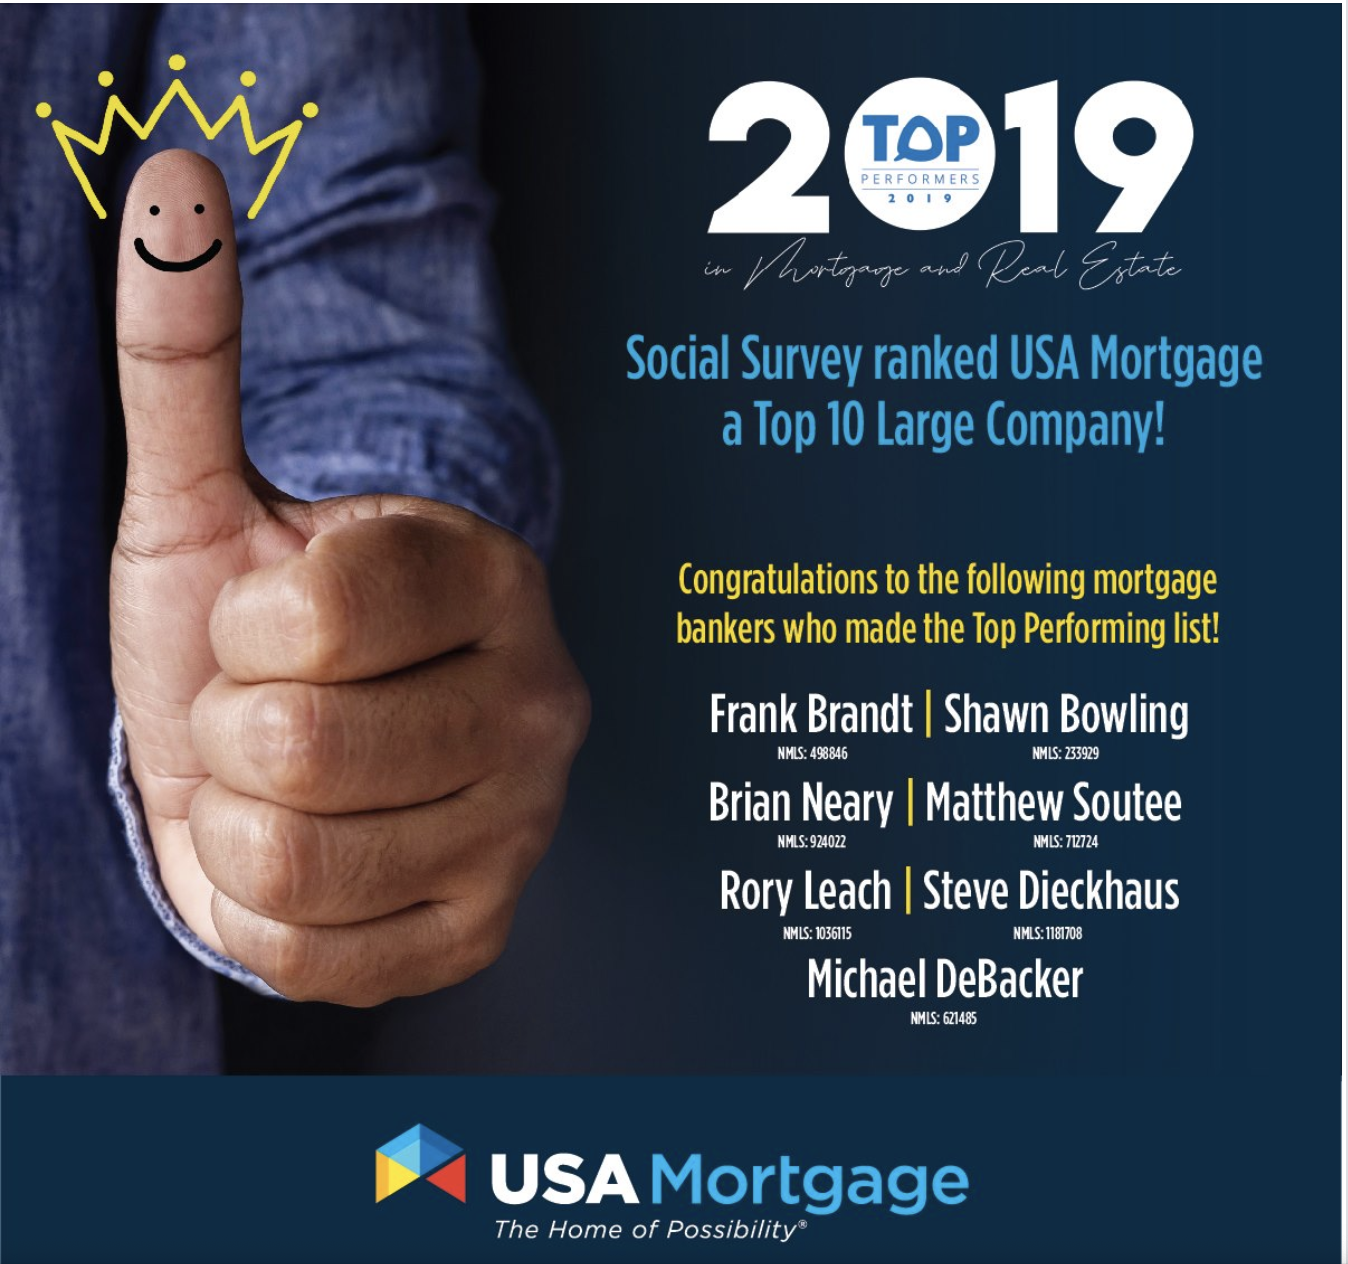 2019
TOP
PERFORMERS
2019
in Mortgage and Real Estate
Social Survey ranked USA Mortgage
a Top 10 Large Company!
Congratulations to the following mortgage
bankers who made the Top Performing list!
Frank Brandt | Shawn Bowling
NMLS: 498846 NMLS: 233929
Brian Neary | Matthew Soutee
NMLS: 924022 NMLS: 712724
Rory Leach | Steve Dieckhaus
NMLS: 1036115 NMLS: 1181708
Michael DeBacker
NMLS: 621485
USA Mortgage
The Home of Possibility®